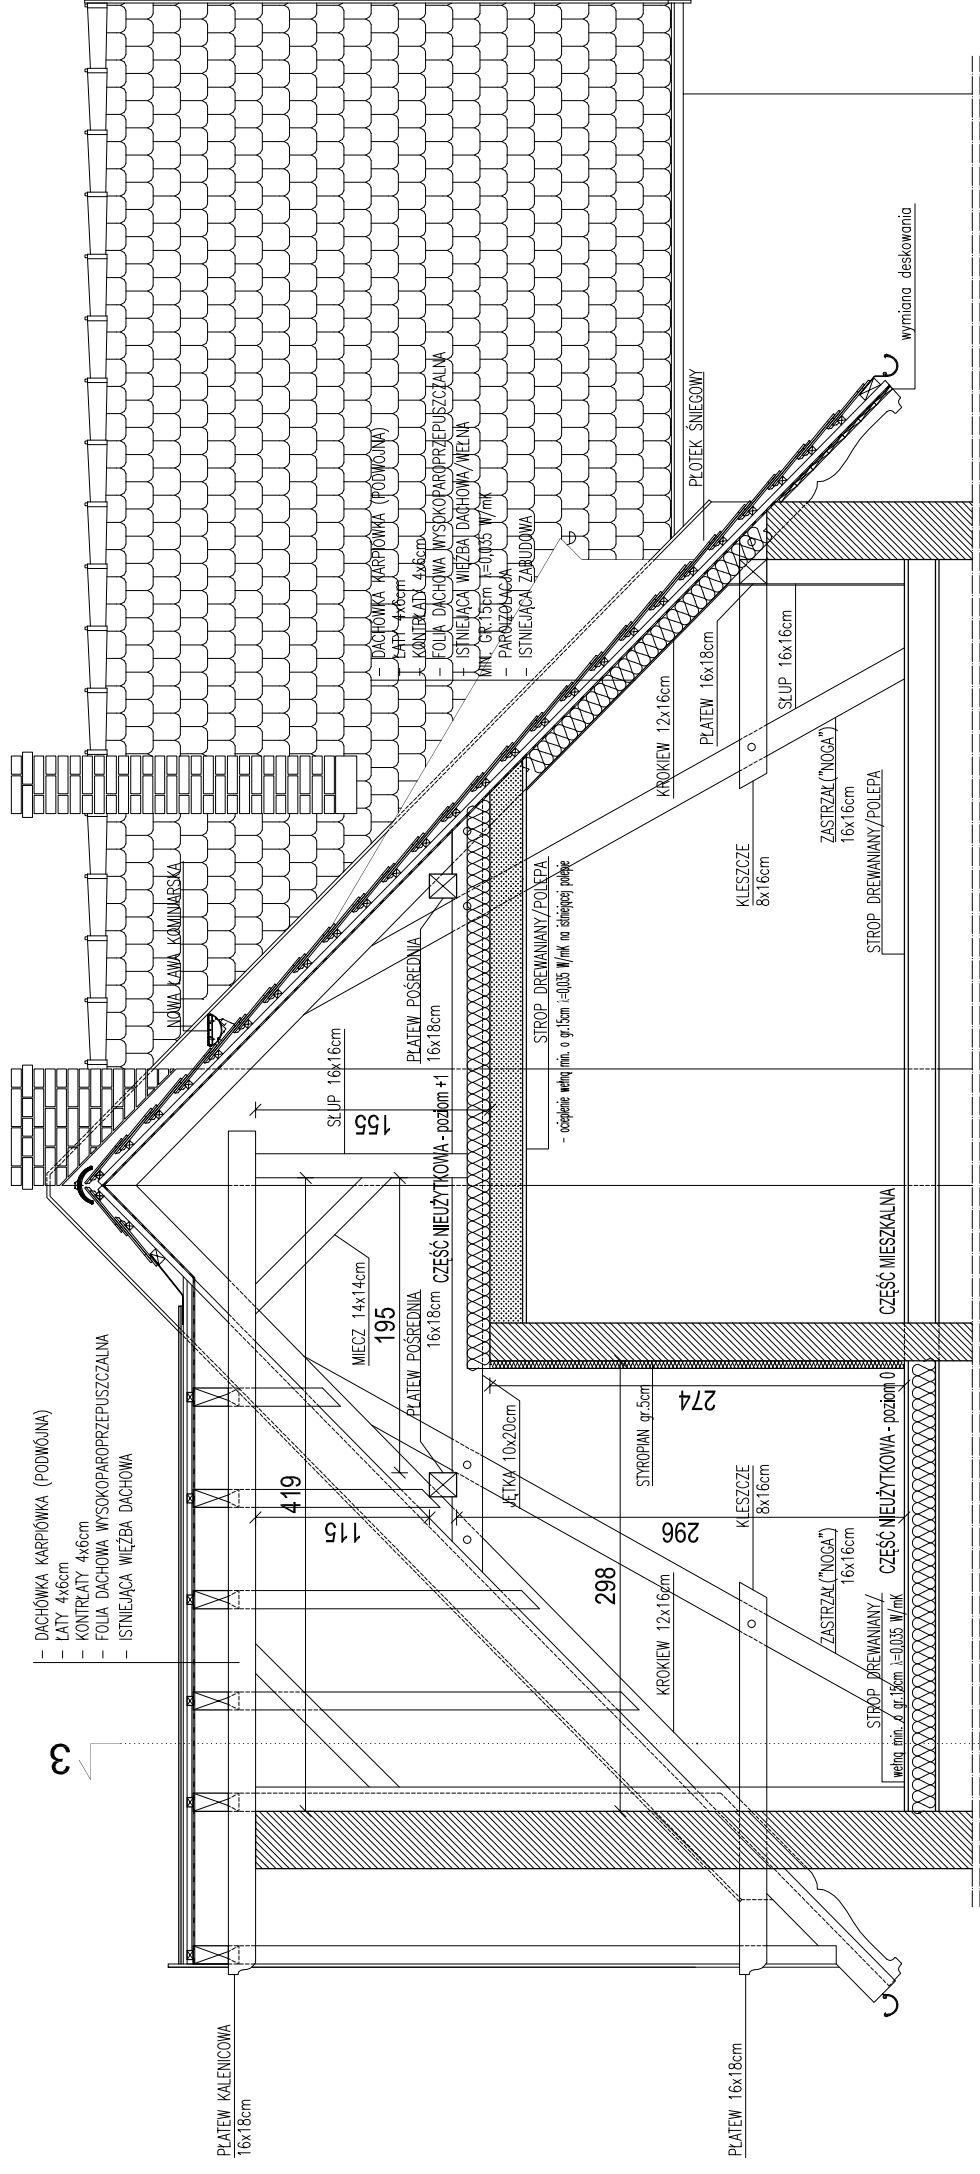 - DACHÓWKA KARPIÓWKA (PODWÓJNA)
- ŁATY 4x6cm
- KONTRŁATY 4x6cm
- FOLIA DACHOWA WYSOKOPAROPRZEPUSZCZALNA
- ISTNIEJĄCA WIĘŹBA DACHOWA
3
PŁATEW KALENICOWA
16x18cm
PŁATEW 16x18cm
NOWA ŁAWA KOMINIARSKA
- DACHÓWKA KARPIÓWKA (PODWÓJNA)
- ŁATY 4x6cm
- KONTRŁATY 4x6cm
- FOLIA DACHOWA WYSOKOPAROPRZEPUSZCZALNA
- ISTNIEJĄCA WIĘŹBA DACHOWA/WEŁNA
MIN. GR.15cm λ=0,035 W/mK
- PAROIZOLACJA
- ISTNIEJĄCA ZABUDOWA
PŁOTEK ŚNIEGOWY
wymiana deskowania
SŁUP 16x16cm
155
MIECZ 14x14cm
195
419
115
PŁATEW POŚREDNIA
16x18cm
PŁATEW POŚREDNIA
16x18cm
CZĘŚĆ NIEUŻYTKOWA - poziom +1
JĘTKA 10x20cm
STROP DREWANIANY/POLEPA
- ocieplenie wełną min. o gr.15cm λ=0,035 W/mK na istniejącej polepie
STYROPIAN gr.5cm
274
296
298
KROKIEW 12x16cm
KROKIEW 12x16cm
PŁATEW 16x18cm
SŁUP 16x16cm
KLESZCZE
8x16cm
KLESZCZE
8x16cm
ZASTRZAŁ("NOGA")
16x16cm
ZASTRZAŁ("NOGA")
16x16cm
STROP DREWANIANY/POLEPA
STROP DREWANIANY/
wełną min. o gr.15cm λ=0,035 W/mK
CZĘŚĆ NIEUŻYTKOWA - poziom 0
CZĘŚĆ MIESZKALNA